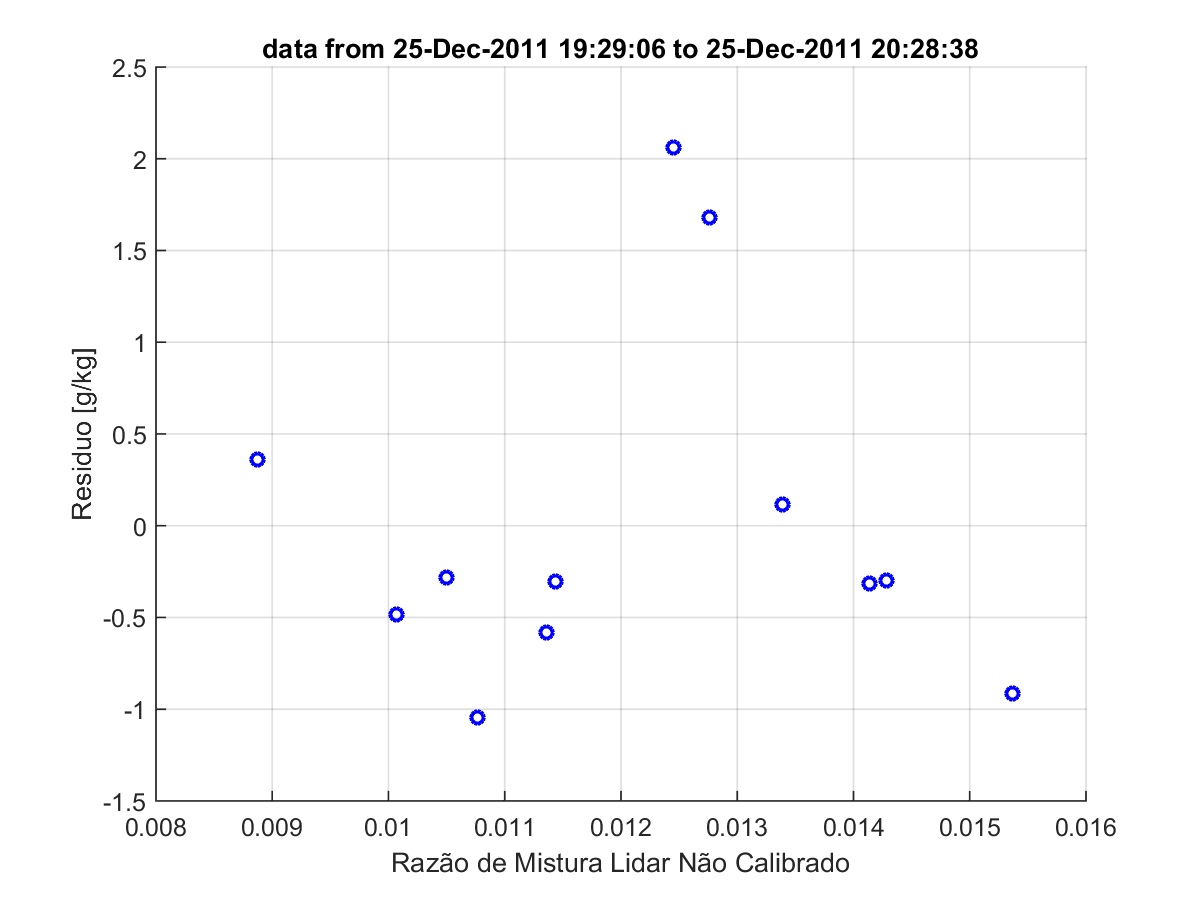 data from 25-Dec-2011 19:29:06 to 25-Dec-2011 20:28:38
2.5
2
1.5
1
0.5
0
-0.5
-1
-1.5
Residuo [g/kg]
0.008 0.009 0.01 0.011 0.012 0.013 0.014 0.015 0.016
Razão de Mistura Lidar Não Calibrado